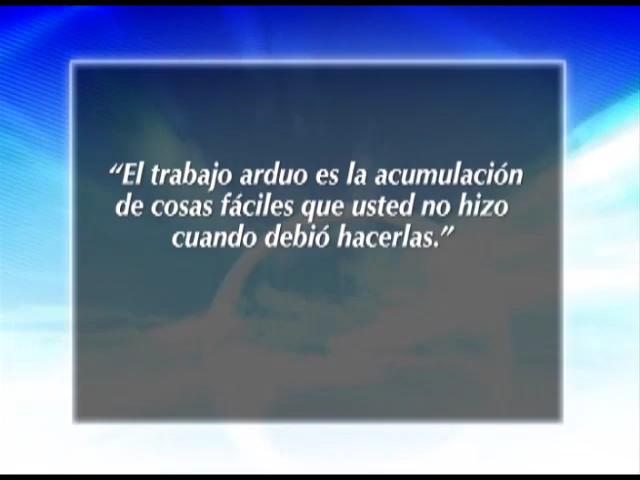 “El trabajo arduo es la acumulación
de cosas fáciles que usted no hizo
cuando debió hacerlas.”